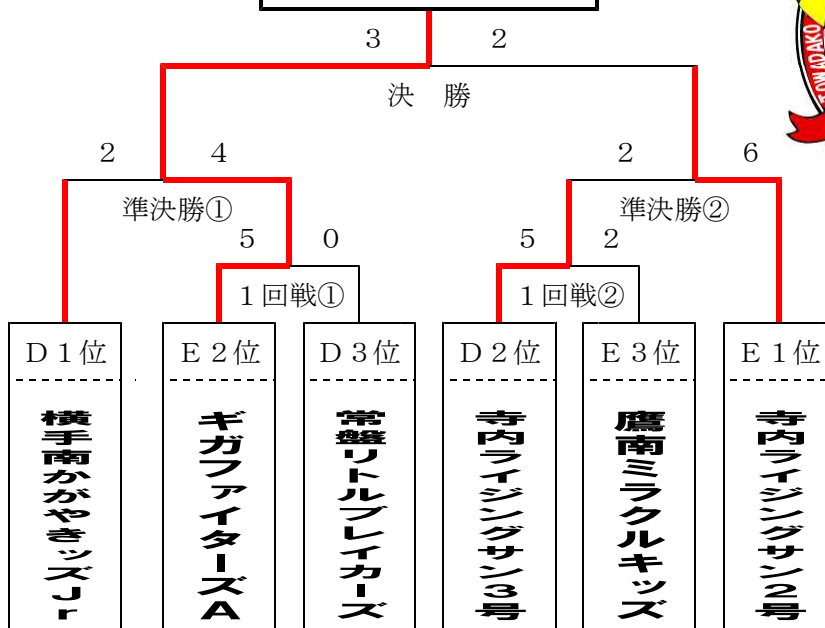 3 2
決 勝
2 4 2 6
準決勝① 準決勝②
5 0 5 2
1回戦① 1回戦②
D1位 E2位 D3位 D2位 E3位 E1位
横手南かがやきッズJr
ギガファイターズA
常盤リトルブレイカーズ
寺内ライジングサン3号
鷹南ミラクルキッズ
寺内ライジングサン2号
TOWADAKO